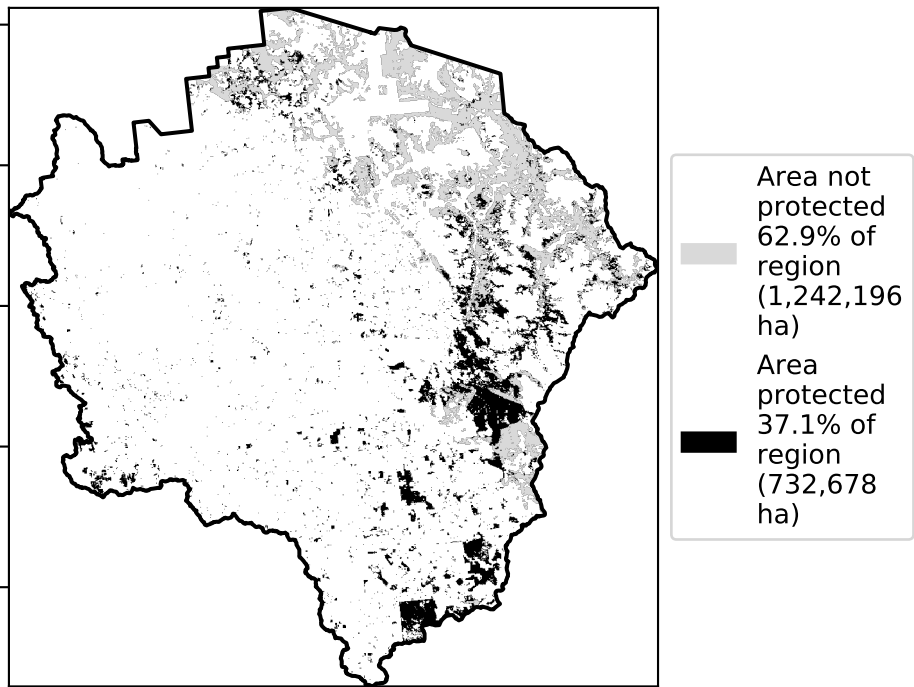 Area not
protected
62.9% of
region
(1,242,196
ha)
Area
protected
37.1% of
region
(732,678
ha)